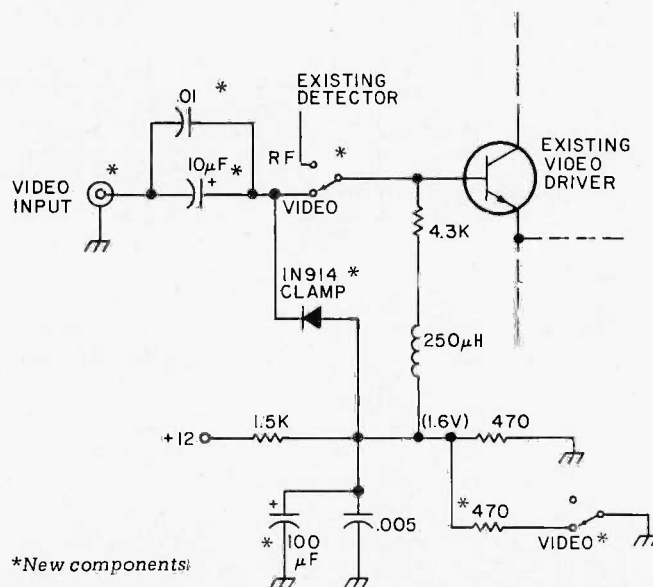 .01 *
EXISTING
DETECTOR
RF
*
EXISTING
VIDEO
DRIVER
*
10µF *
+
VIDEO
INPUT
VIDEO
4.3K
1N914 *
CLAMP
250µH
+12
1.5K
(1.6V)
470
* 470
+
*
100
µF
.005
VIDEO *
*New components